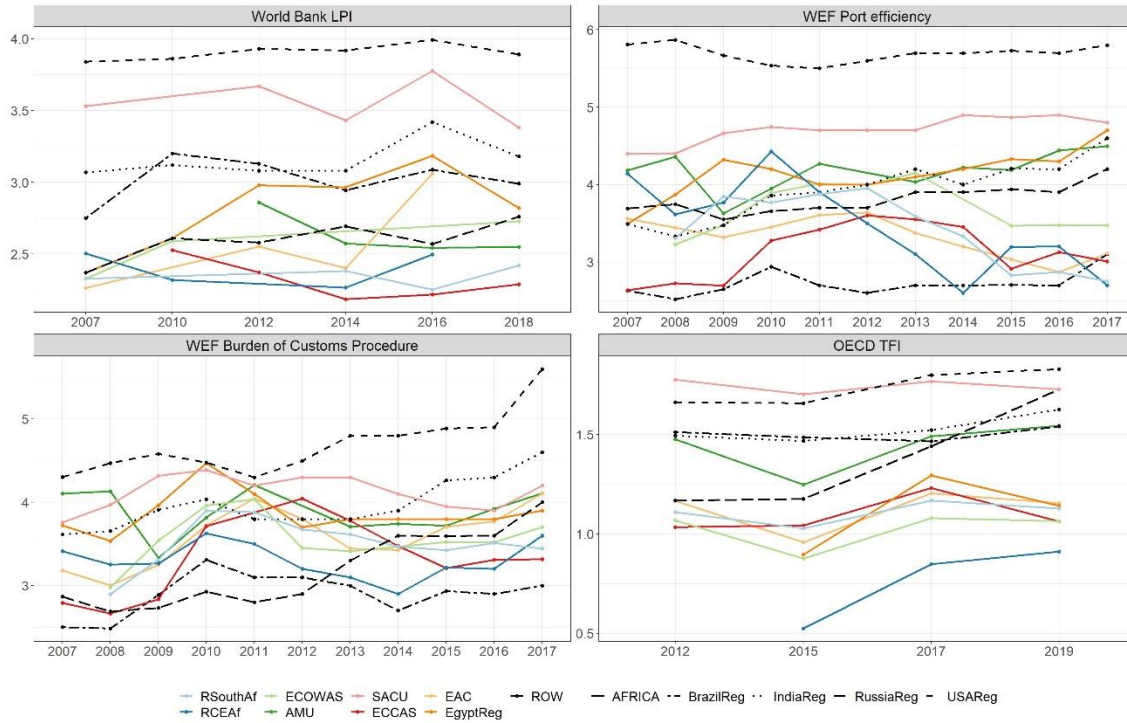 World Bank LPI
WEF Port efficiency
4.0
3.5
3.0
2.5
6
5
4
3
2007 2010 2012 2014 2016 2018
2007 2008 2009 2010 2011 2012 2013 2014 2015 2016 2017
WEF Burden of Customs Procedure
OECD TFI
5
4
3
1.5
1.0
0.5
2007 2008 2009 2010 2011 2012 2013 2014 2015 2016 2017
2012 2015 2017 2019
RSouthAf ECOWAS SACU EAC ROW AFRICA BrazilReg IndiaReg RussiaReg USAReg
RCEAf AMU ECCAS EgyptReg